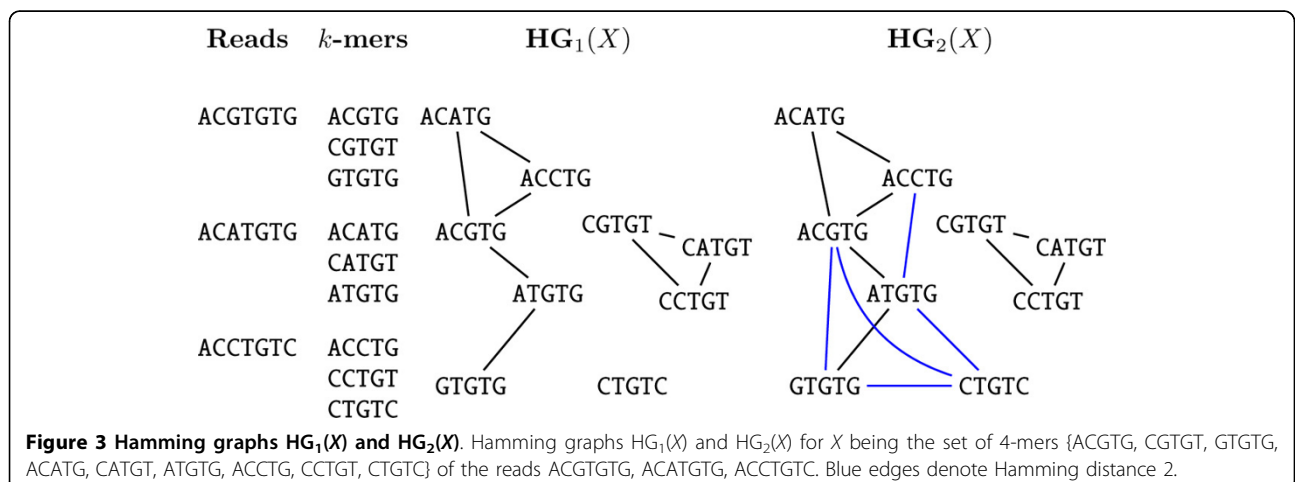 Reads k-mers HG1(X) HG2(X)
ACGTGTG ACGTG ACATG ACATG
CGTGT
GTGTG ACCTG ACCTG
CGTGT CGTGT
ACATGTG ACATG ACGTG ACGTG
CATGT CATGT
CATGT
ATGTG ATGTG ATGTG
CCTGT CCTGT
ACCTGTC ACCTG
CCTGT GTGTG CTGTC GTGTG CTGTC
CTGTC
Figure 3 Hamming graphs HG1(X) and HG2(X). Hamming graphs HG1(X) and HG2(X) for X being the set of 4-mers {ACGTG, CGTGT, GTGTG,
ACATG, CATGT, ATGTG, ACCTG, CCTGT, CTGTC} of the reads ACGTGTG, ACATGTG, ACCTGTC. Blue edges denote Hamming distance 2.